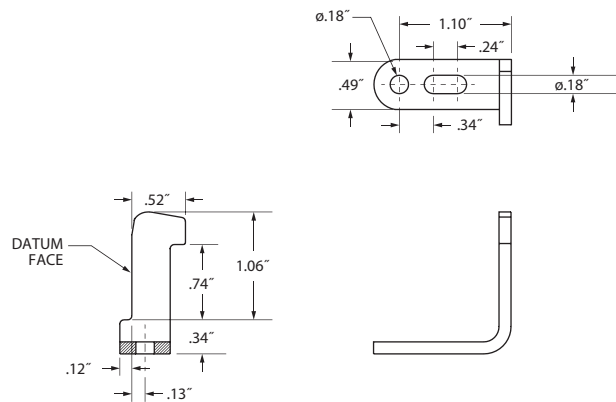 ø.18˝
1.10˝
.24˝
.49˝
ø.18˝
.34˝
.52˝
DATUM
FACE
1.06˝
.74˝
.34˝
.12˝
.13˝